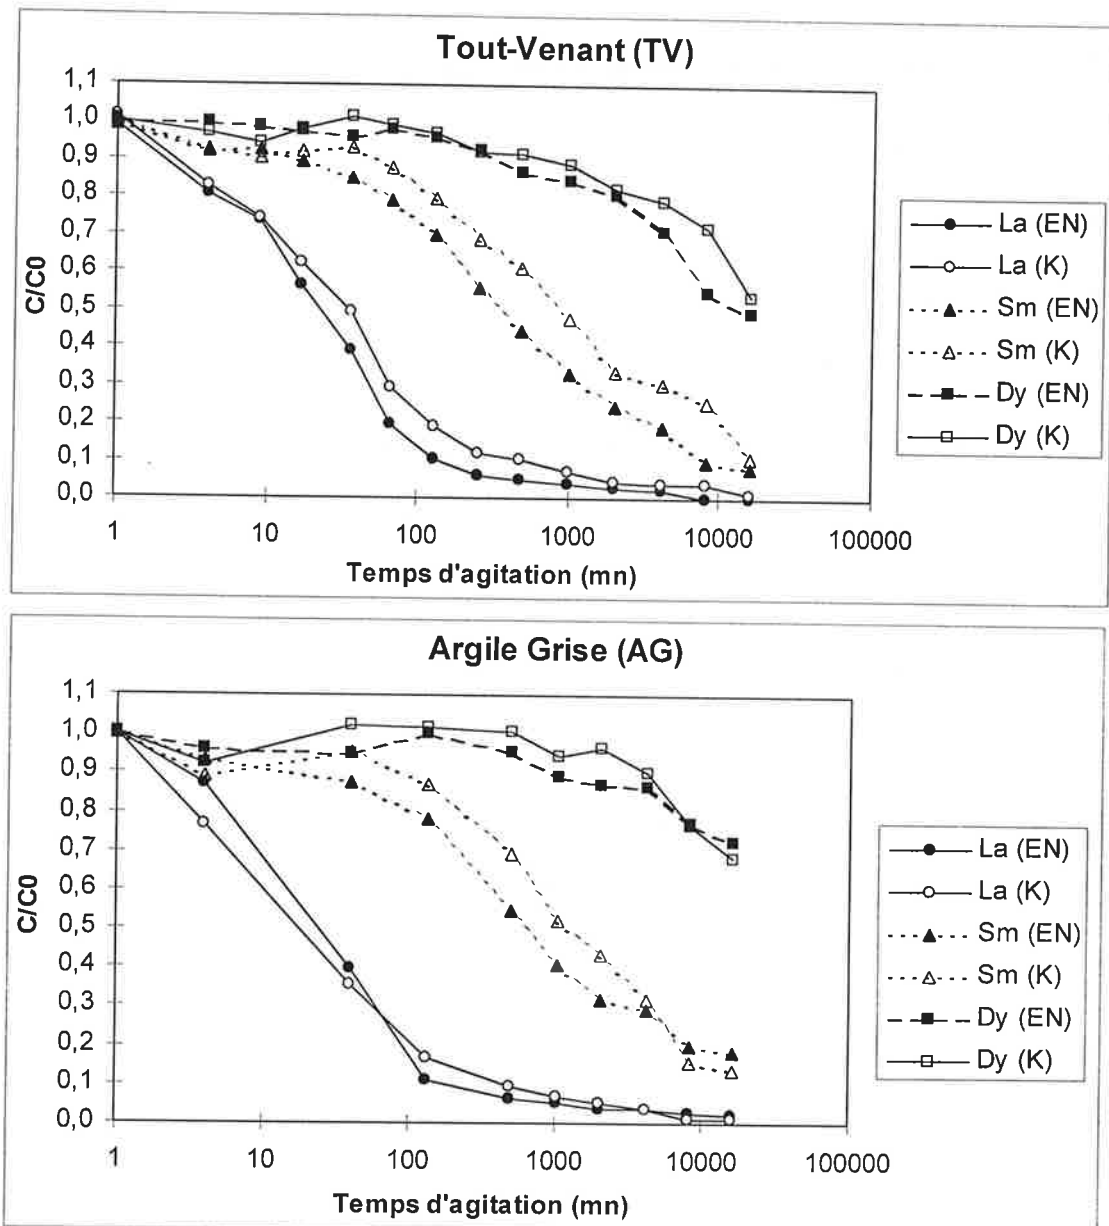 Tout-Venant (TV)
1,1
1,0
0,9
0,8
0,7
0,6
0,5
0,4
0,3
0,2
0,1
0,0
C/C0
1
10
100
1000
10000
100000
Temps d'agitation (mn)
La (EN)
La (K)
Sm (EN)
Sm (K)
Dy (EN)
Dy (K)
Argile Grise (AG)
1,1
1,0
0,9
0,8
0,7
0,6
0,5
0,4
0,3
0,2
0,1
0,0
C/C0
1
10
100
1000
10000
100000
Temps d'agitation (mn)
La (EN)
La (K)
Sm (EN)
Sm (K)
Dy (EN)
Dy (K)